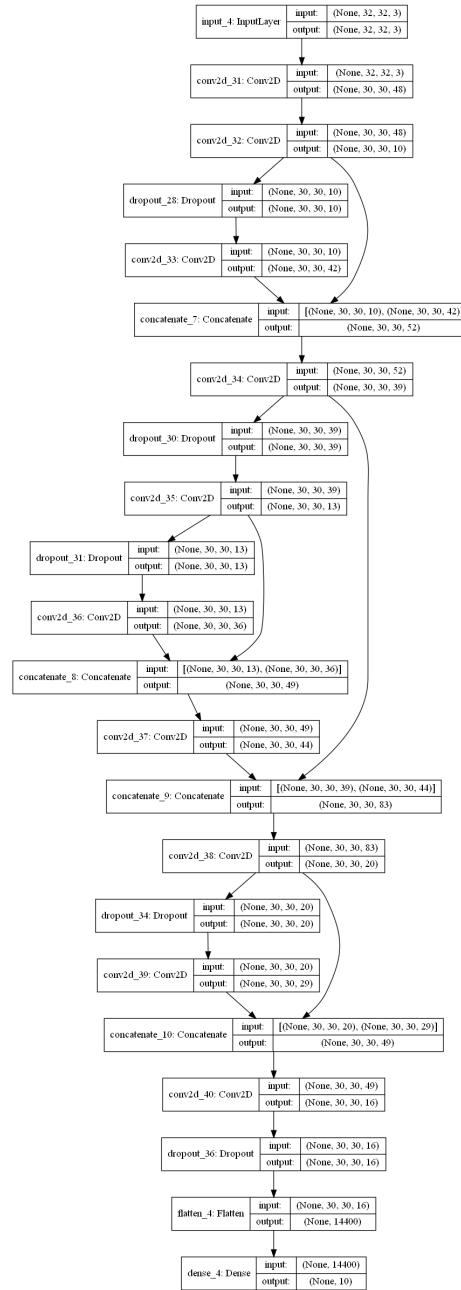 input_4: InputLayer input: (None, 32, 32, 3)
output: (None, 32, 32, 3)
conv2d_31: Conv2D input: (None, 32, 32, 3)
output: (None, 30, 30, 48)
conv2d_32: Conv2D input: (None, 30, 30, 48)
output: (None, 30, 30, 10)
dropout_28: Dropout input: (None, 30, 30, 10)
output: (None, 30, 30, 10)
conv2d_33: Conv2D input: (None, 30, 30, 10)
output: (None, 30, 30, 42)
concatenate_7: Concatenate input: [(None, 30, 30, 10), (None, 30, 30, 42)]
output: (None, 30, 30, 52)
conv2d_34: Conv2D input: (None, 30, 30, 52)
output: (None, 30, 30, 39)
dropout_30: Dropout input: (None, 30, 30, 39)
output: (None, 30, 30, 39)
conv2d_35: Conv2D input: (None, 30, 30, 39)
output: (None, 30, 30, 13)
dropout_31: Dropout input: (None, 30, 30, 13)
output: (None, 30, 30, 13)
conv2d_36: Conv2D input: (None, 30, 30, 13)
output: (None, 30, 30, 36)
concatenate_8: Concatenate input: [(None, 30, 30, 13), (None, 30, 30, 36)]
output: (None, 30, 30, 49)
conv2d_37: Conv2D input: (None, 30, 30, 49)
output: (None, 30, 30, 44)
concatenate_9: Concatenate input: [(None, 30, 30, 39), (None, 30, 30, 44)]
output: (None, 30, 30, 83)
conv2d_38: Conv2D input: (None, 30, 30, 83)
output: (None, 30, 30, 20)
dropout_34: Dropout input: (None, 30, 30, 20)
output: (None, 30, 30, 20)
conv2d_39: Conv2D input: (None, 30, 30, 20)
output: (None, 30, 30, 29)
concatenate_10: Concatenate input: [(None, 30, 30, 20), (None, 30, 30, 29)]
output: (None, 30, 30, 49)
conv2d_40: Conv2D input: (None, 30, 30, 49)
output: (None, 30, 30, 16)
dropout_36: Dropout input: (None, 30, 30, 16)
output: (None, 30, 30, 16)
flatten_4: Flatten input: (None, 30, 30, 16)
output: (None, 14400)
dense_4: Dense input: (None, 14400)
output: (None, 10)